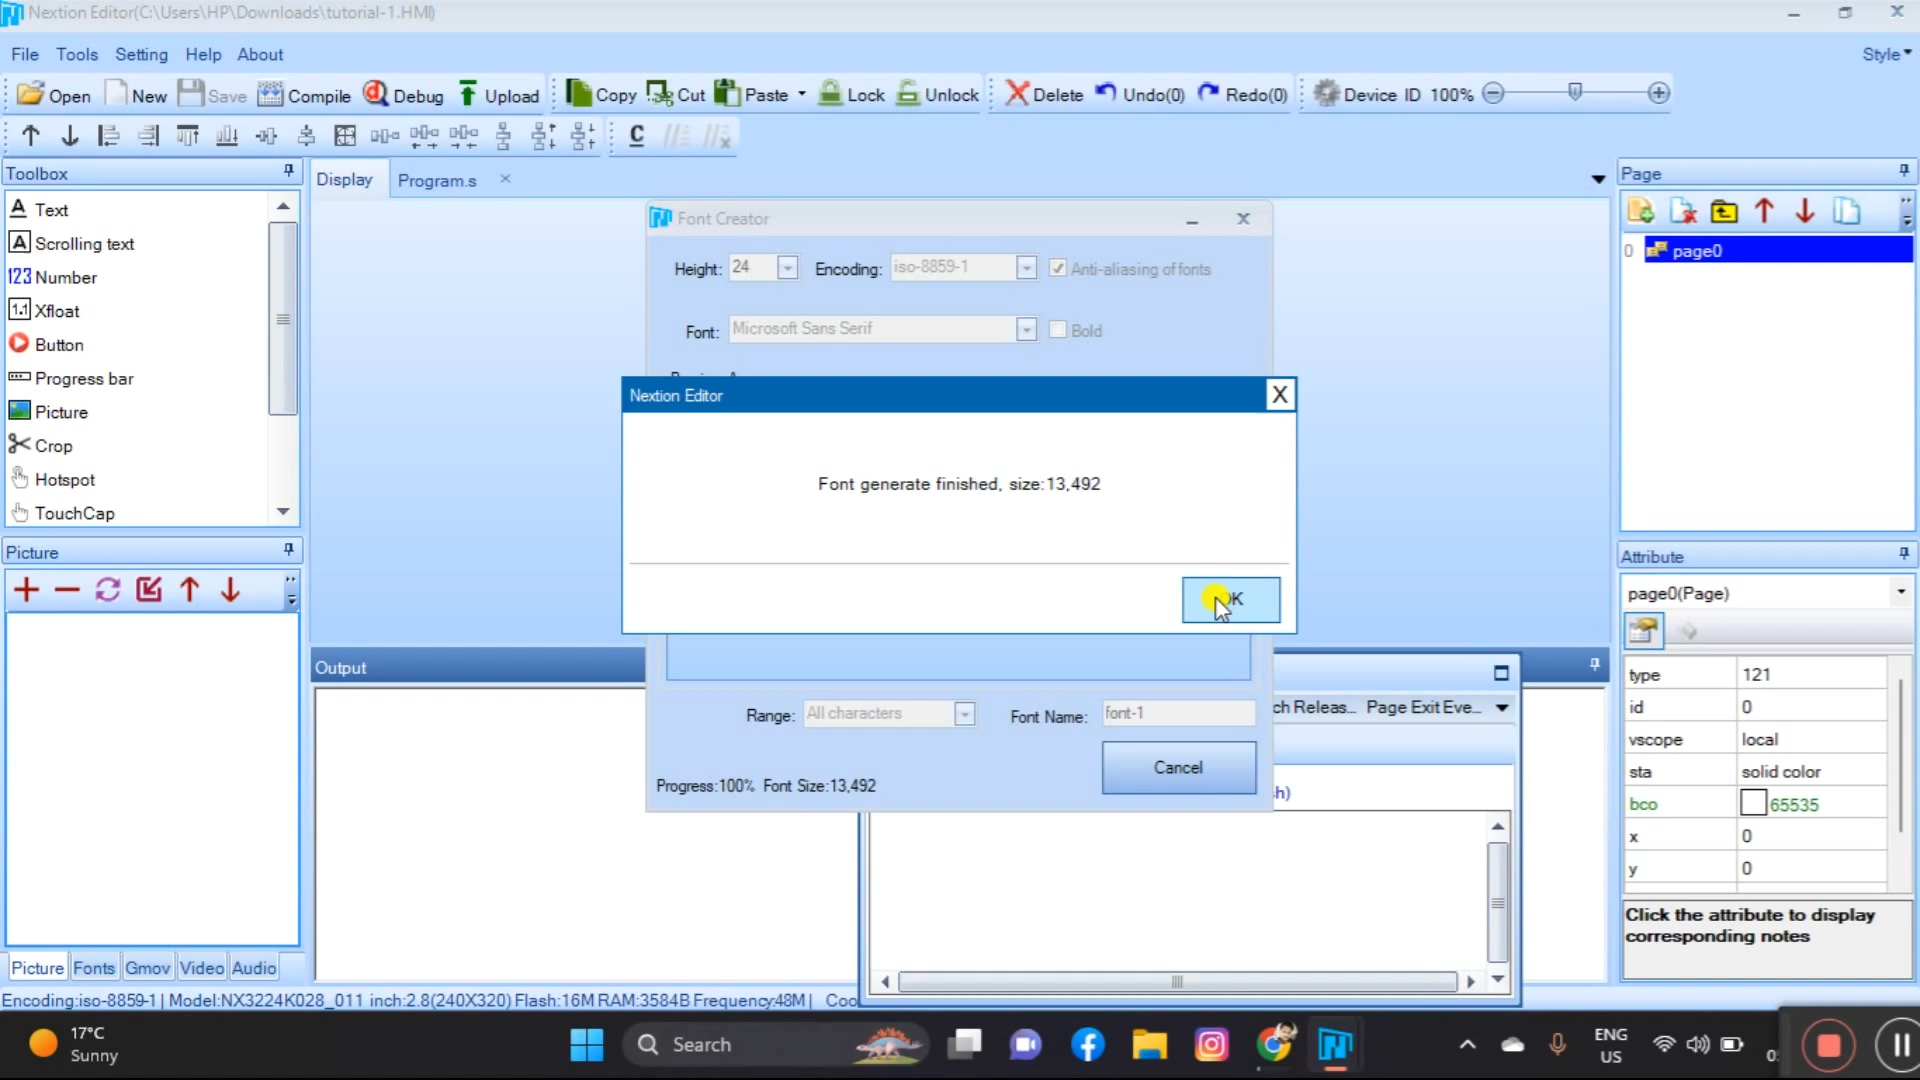 Nextion Editor(C:\Users\HP\Downloads\tutorial-1.HMI)
File Tools Setting Help About Style
Open New Save Compile Debug Upload Copy Cut Paste Lock Unlock Delete Undo(0) Redo(0) Device ID 100%
Toolbox
Text
Scrolling text
123 Number
1.1 Xfloat
Button
Progress bar
Picture
Crop
Hotspot
TouchCap
Display Program.s
Page
0 page0
Font Creator
Height: 24 Encoding: iso-8859-1 Anti-aliasing of fonts
Font: Microsoft Sans Serif Bold
Nextion Editor X
Font generate finished, size:13,492
OK
Range: All characters Font Name: font-1
Cancel
Progress:100% Font Size:13,492
Picture
Picture Fonts Gmov Video Audio
Output
Releas... Page Exit Eve...
Attribute
page0(Page)
type 121
id 0
vscope local
sta solid color
bco 65535
x 0
y 0
Click the attribute to display
corresponding notes
Encoding:iso-8859-1 | Model:NX3224K028_011 inch:2.8(240X320) Flash:16M RAM:3584B Frequency:48M | Coo
17°C
Sunny
Search
ENG
US